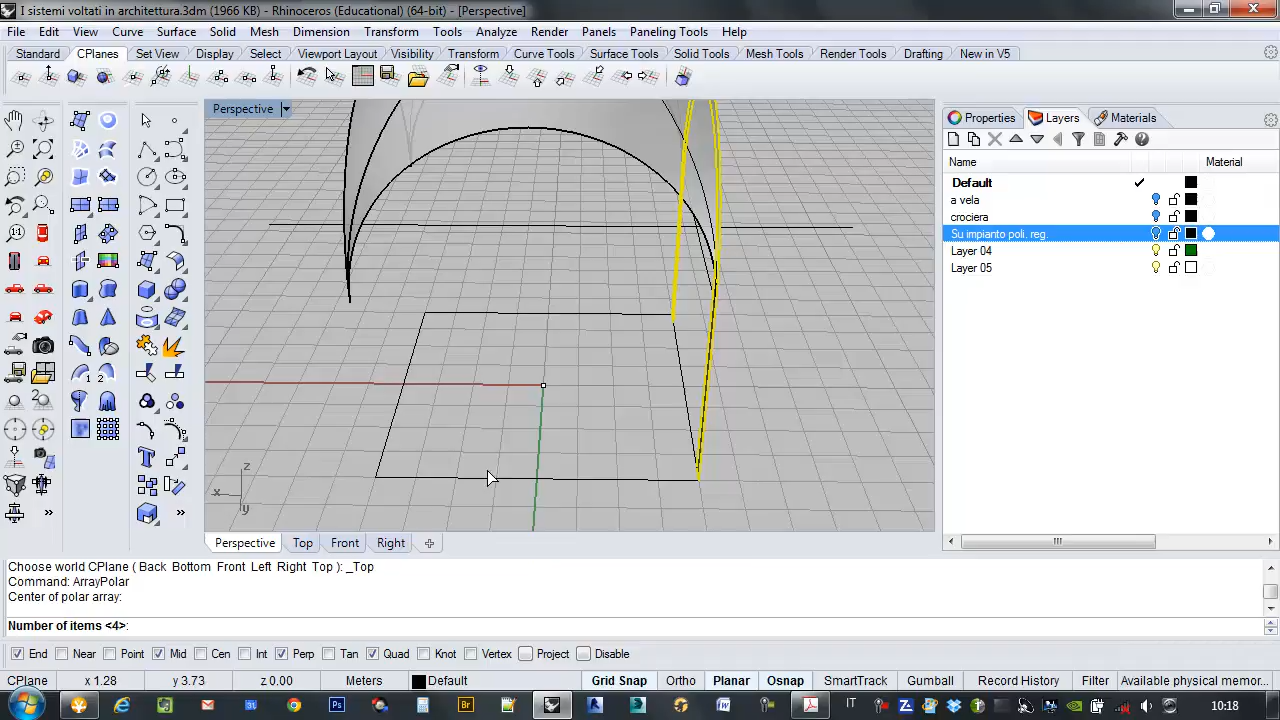 I sistemi voltati in architettura.3dm (1966 KB) - Rhinoceros (Educational) (64-bit) - [Perspective]
File Edit View Curve Surface Solid Mesh Dimension Transform Tools Analyze Render Panels Paneling Tools Help
Standard CPlanes Set View Display Select Viewport Layout Visibility Transform Curve Tools Surface Tools Solid Tools Mesh Tools Render Tools Drafting New in V5
Perspective
Properties Layers Materials
Name Material
Default
a vela
crociera
Su impianto poli. reg.
Layer 04
Layer 05
z
x
y
Perspective Top Front Right
Choose world CPlane ( Back Bottom Front Left Right Top ): _Top
Command: ArrayPolar
Center of polar array:
Number of items <4>:
End Near Point Mid Cen Int Perp Tan Quad Knot Vertex Project Disable
CPlane x 1.28 y 3.73 z 0.00 Meters Default Grid Snap Ortho Planar Osnap SmartTrack Gumball Record History Filter Available physical memor...
IT 10:18